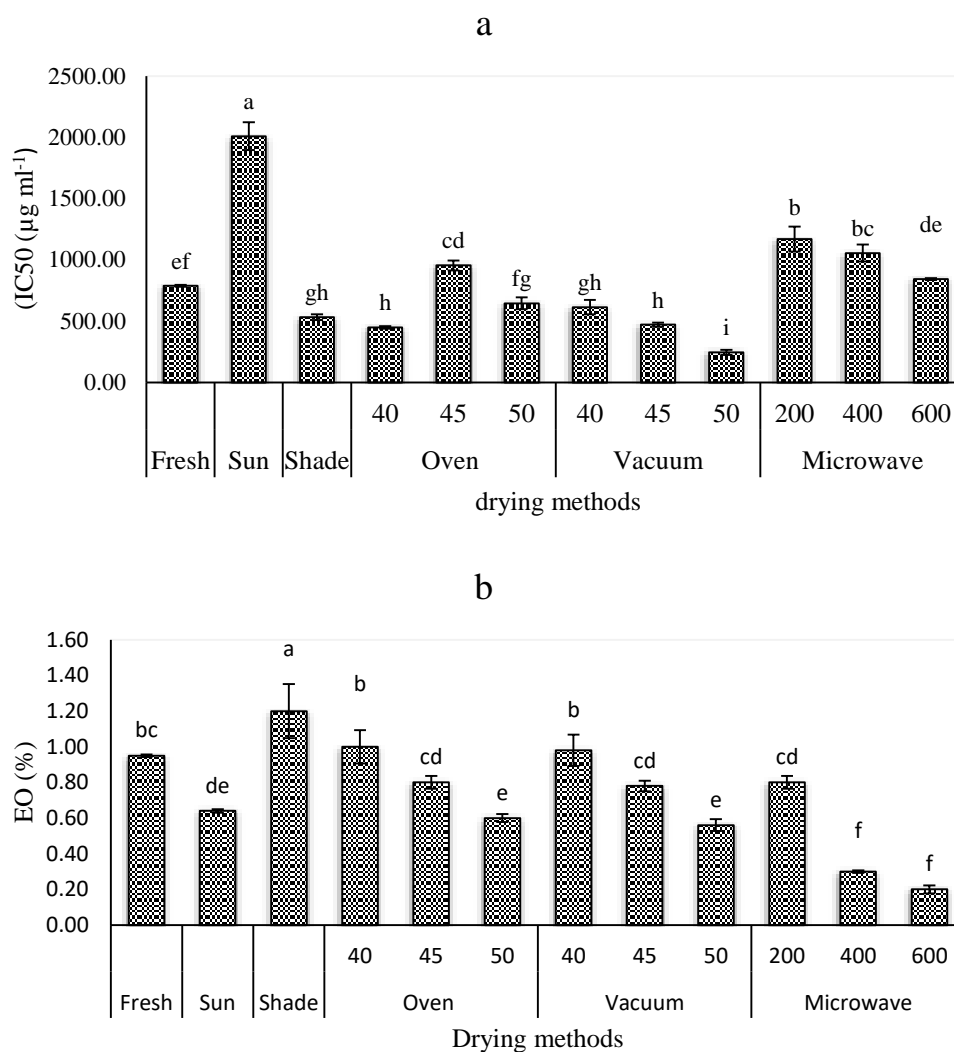 a
2500.00
2000.00
1500.00
1000.00
500.00
0.00
(IC50 (µg ml-1)
ef
a
gh
h
cd
fg
gh
h
i
b
bc
de
40 45 50 40 45 50 200 400 600
Fresh Sun Shade Oven Vacuum Microwave
drying methods
b
1.60
1.40
1.20
1.00
0.80
0.60
0.40
0.20
0.00
EO (%)
bc
de
a
b
cd
e
b
cd
e
cd
f
f
40 45 50 40 45 50 200 400 600
Fresh Sun Shade Oven Vacuum Microwave
Drying methods